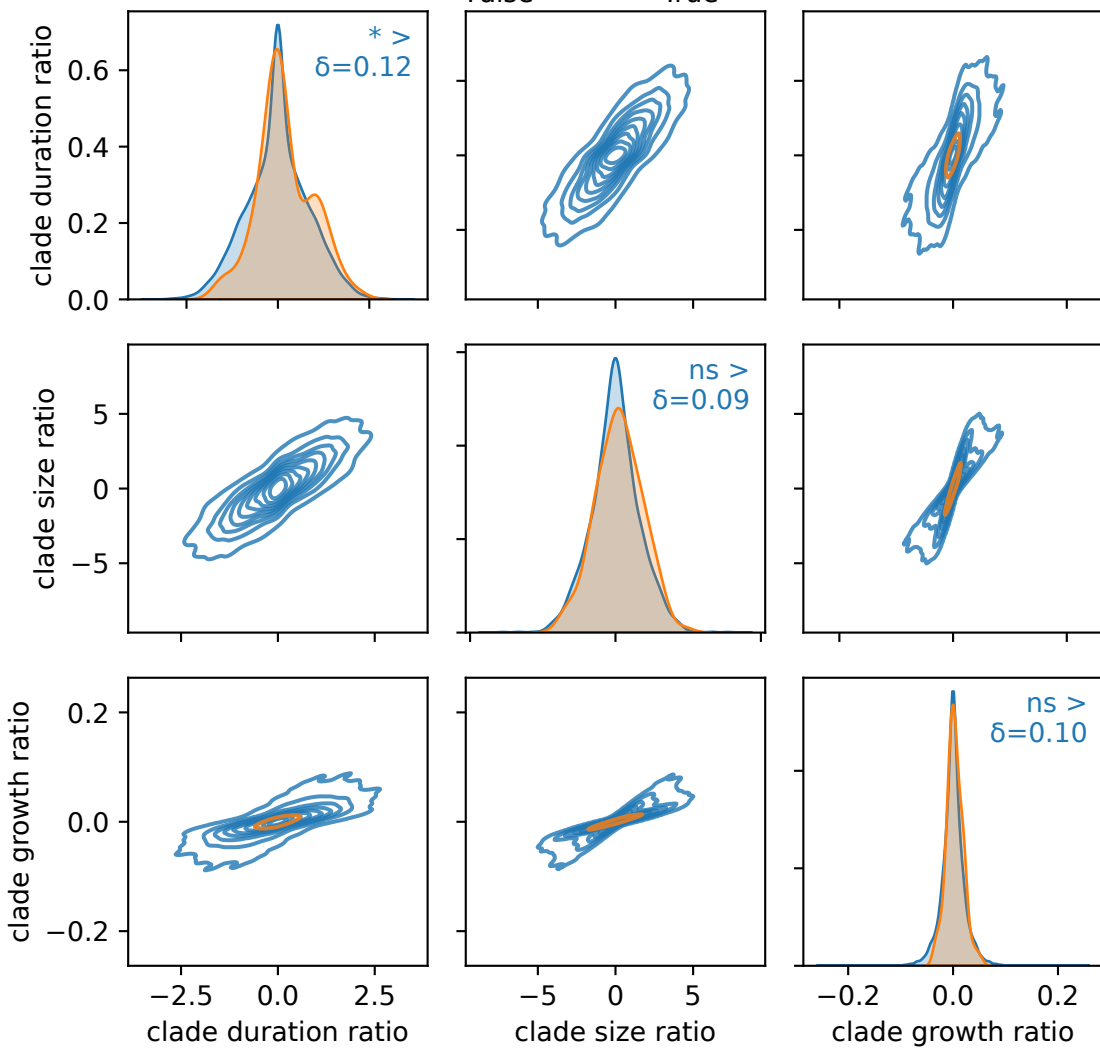 True
clade duration ratio
0.6
0.4
0.2
0.0
* >
δ=0.12
clade size ratio
5
0
−5
ns >
δ=0.09
clade growth ratio
0.2
0.0
−0.2
ns >
δ=0.10
−2.5 0.0 2.5
−5 0 5
−0.2 0.0 0.2
clade duration ratio
clade size ratio
clade growth ratio